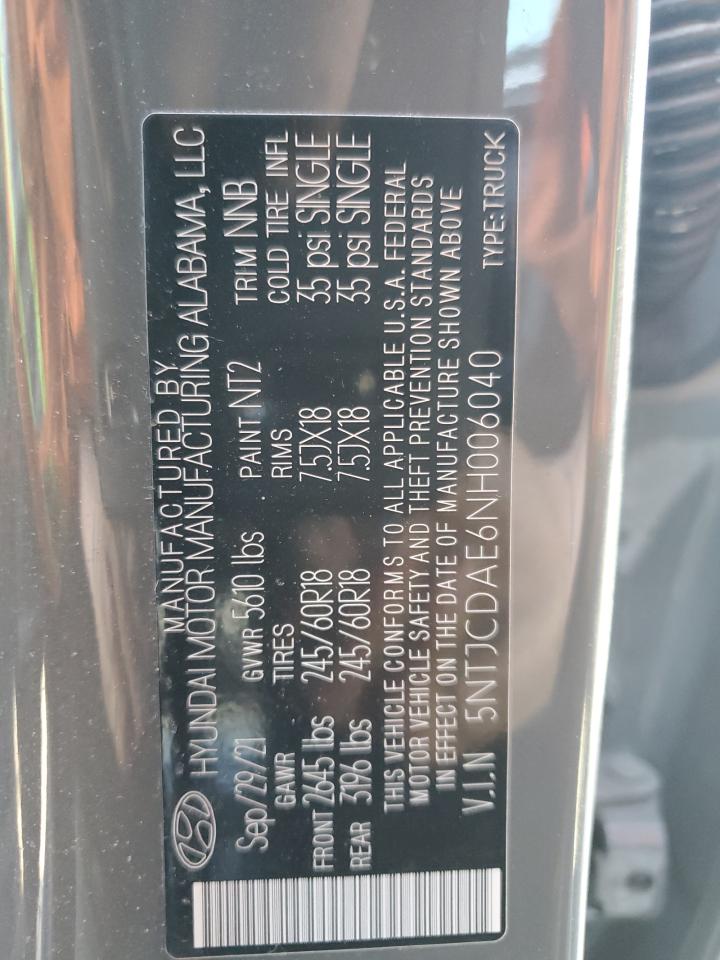 MANUFACTURED BY
HYUNDAI MOTOR MANUFACTURING ALABAMA, LLC
Sep/29/21 GVWR 5610 lbs PAINT NT2 TRIM NNB
GAWR TIRES RIMS COLD TIRE INFL
FRONT 2645 lbs 245/60R18 7.5JX18 35 psi SINGLE
REAR 3196 lbs 245/60R18 7.5JX18 35 psi SINGLE
THIS VEHICLE CONFORMS TO ALL APPLICABLE U.S.A. FEDERAL
MOTOR VEHICLE SAFETY AND THEFT PREVENTION STANDARDS
IN EFFECT ON THE DATE OF MANUFACTURE SHOWN ABOVE
V.I.N 5NTJCDAE6NH006040 TYPE: TRUCK